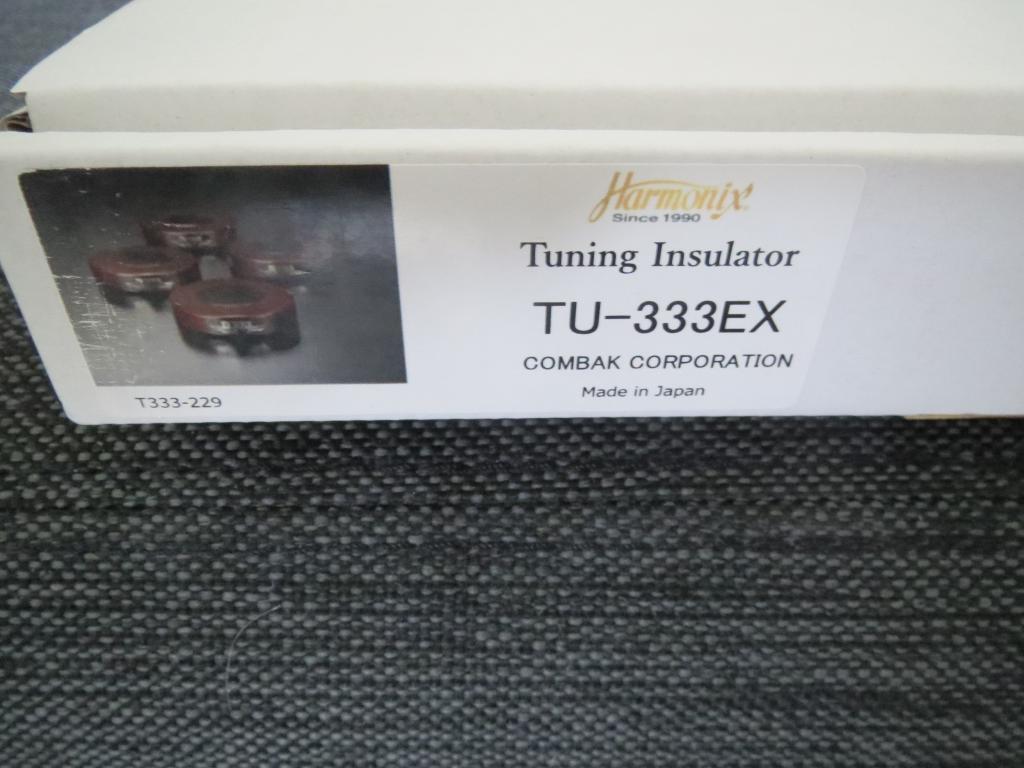 Harmonix
Since 1990
Tuning Insulator
TU-333EX
COMBAK CORPORATION
Made in Japan
T333-229